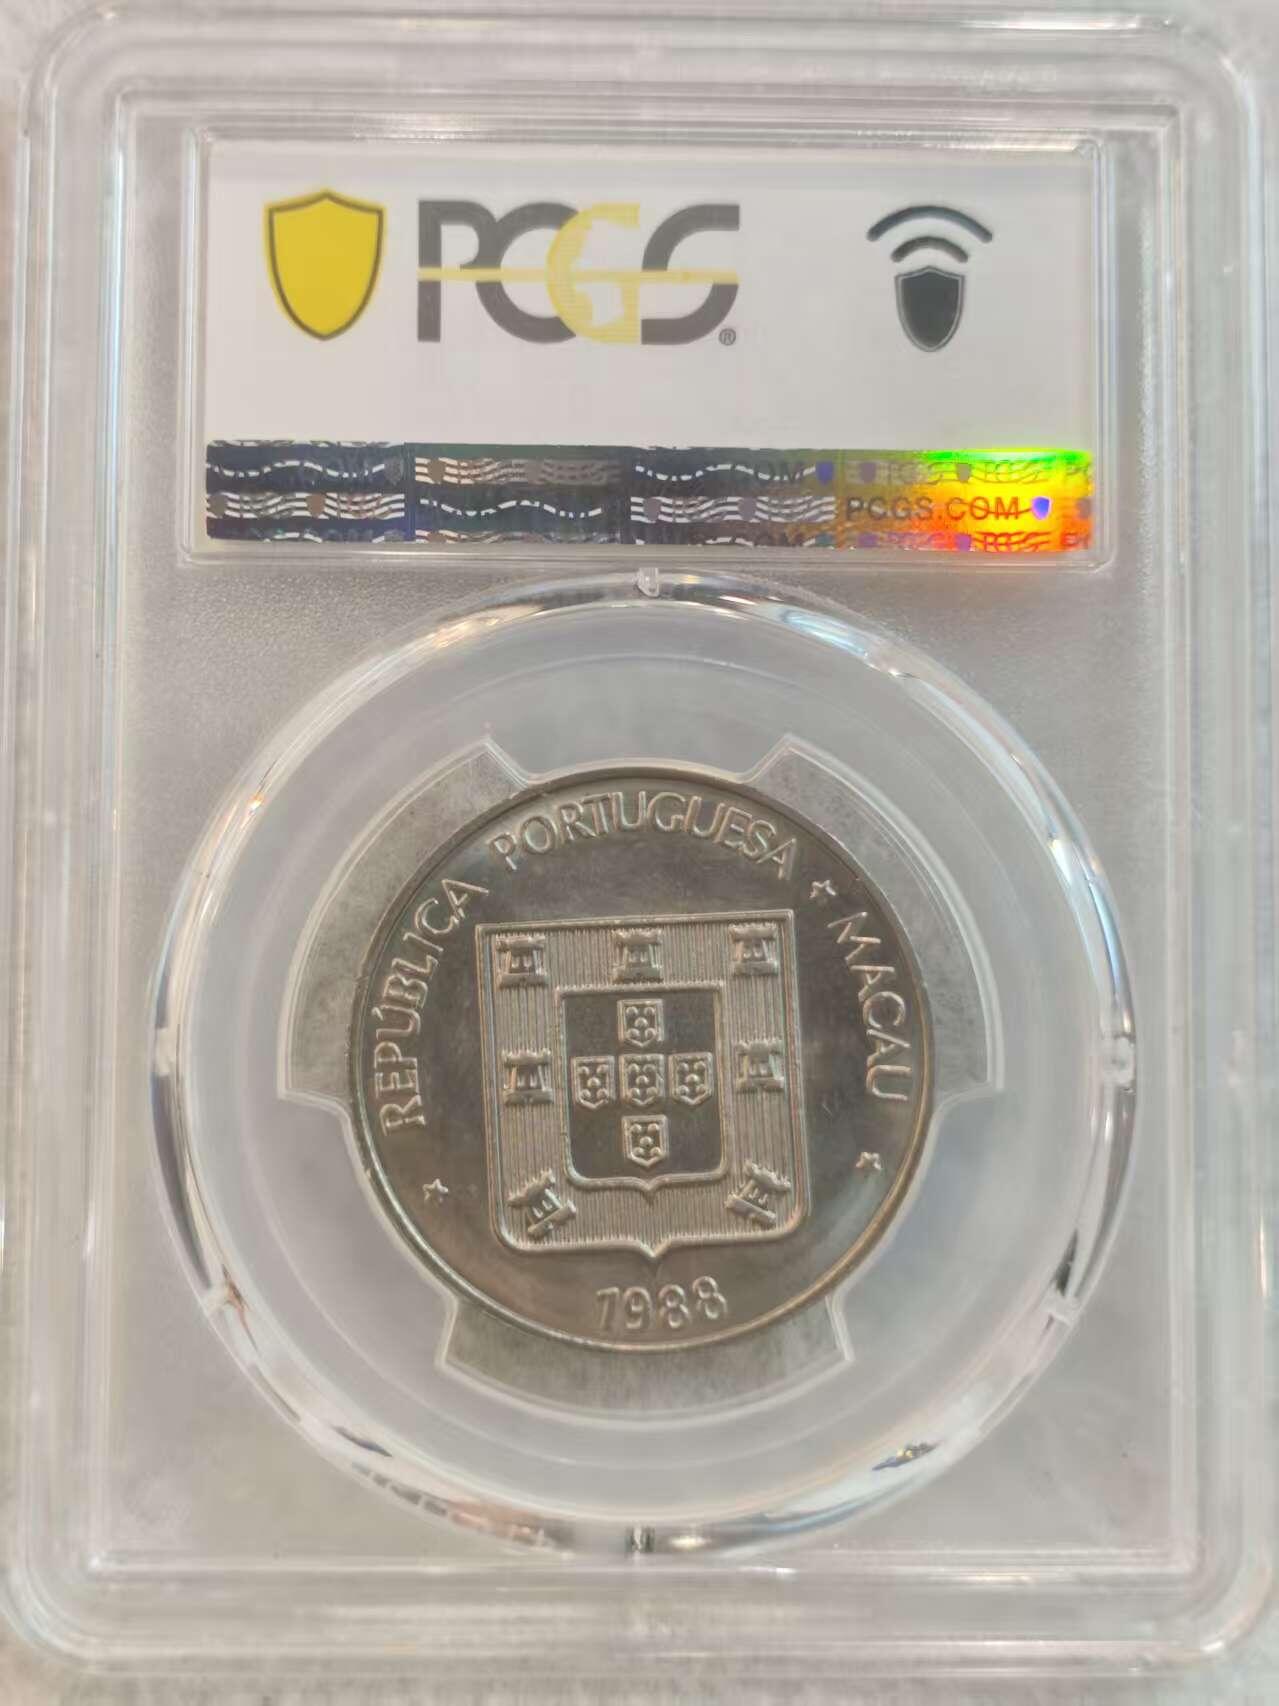 PCGS®
PCGS.COM
REPÚBLICA PORTUGUESA ★ MACAU ★
1988